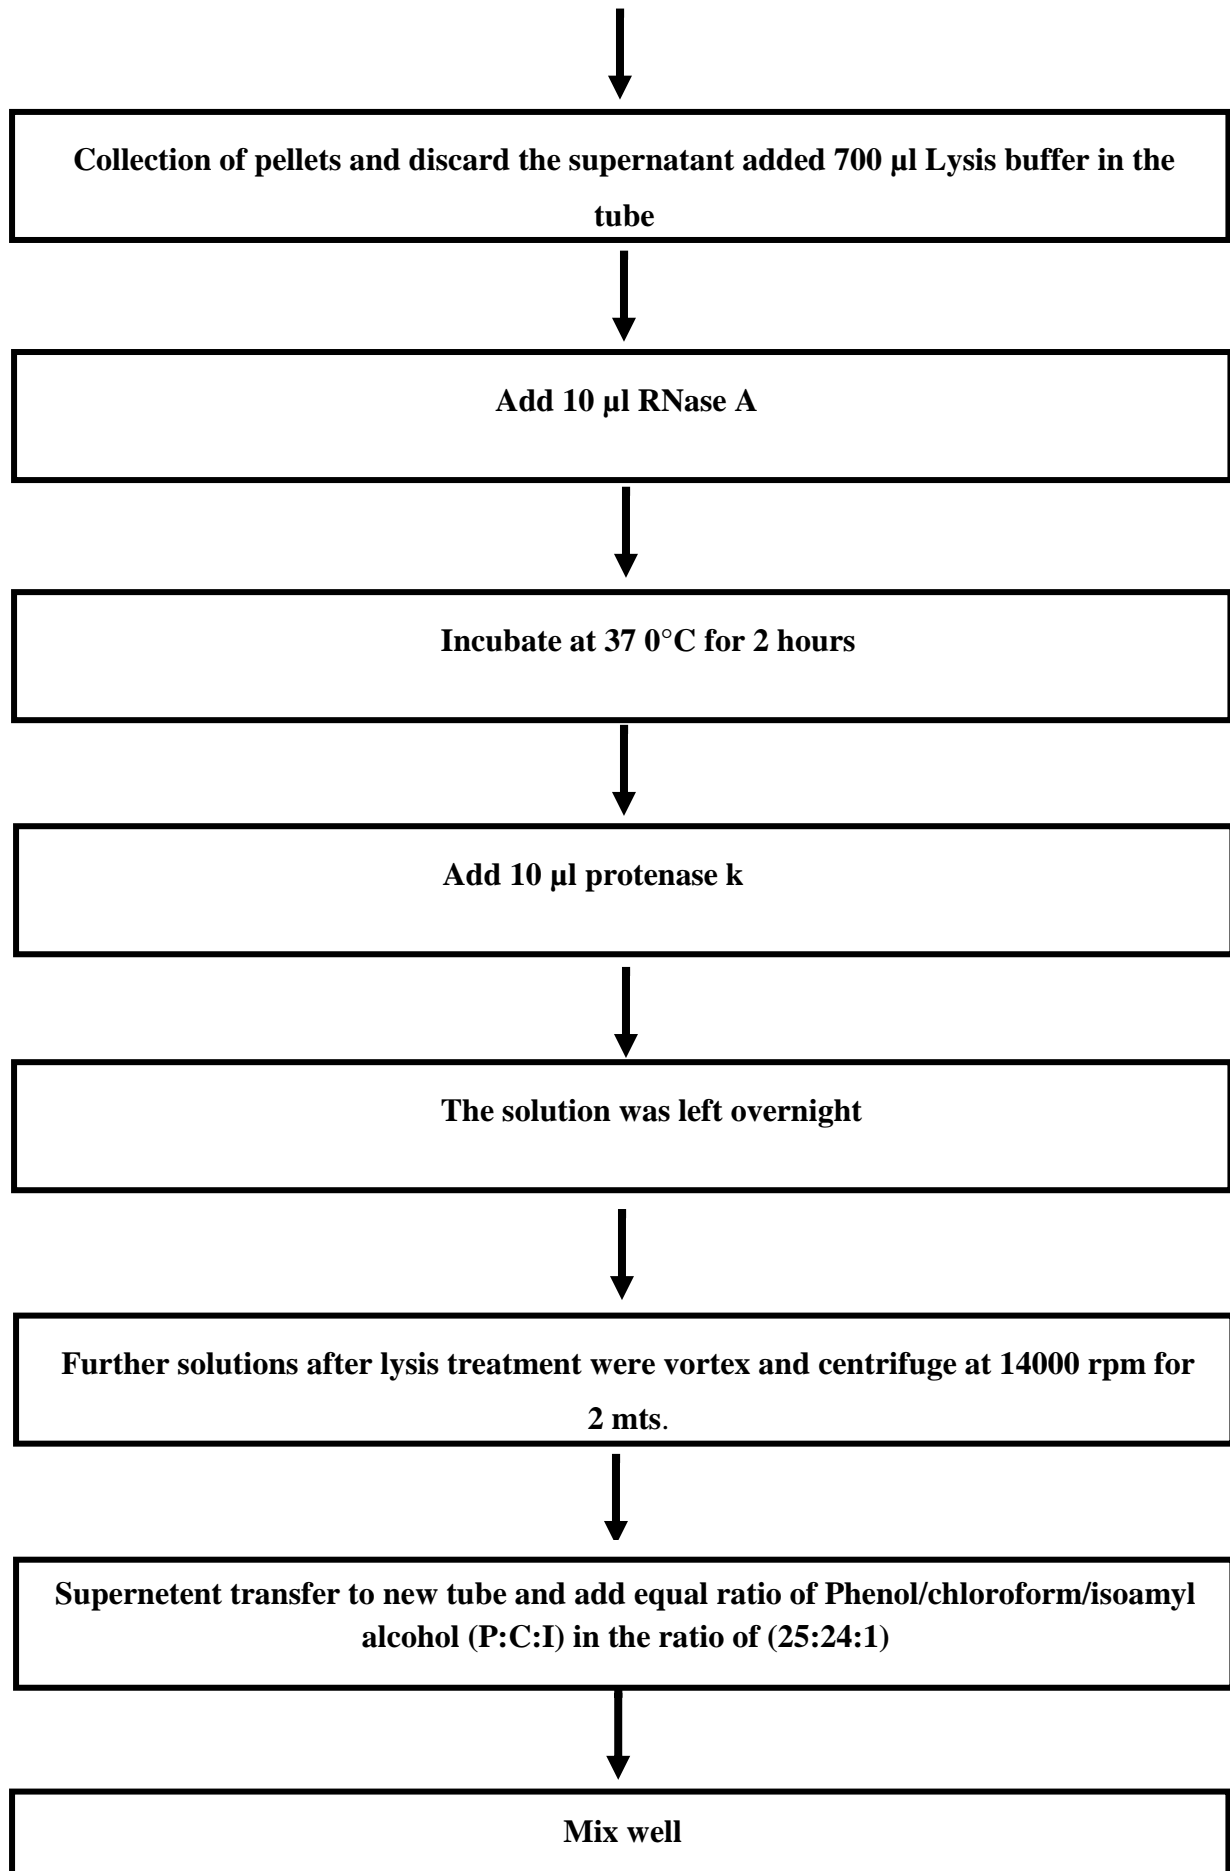 Collection of pellets and discard the supernatant added 700 µl Lysis buffer in the
tube
Add 10 µl RNase A
Incubate at 37 0°C for 2 hours
Add 10 µl protenase k
The solution was left overnight
Further solutions after lysis treatment were vortex and centrifuge at 14000 rpm for
2 mts.
Supernetent transfer to new tube and add equal ratio of Phenol/chloroform/isoamyl
alcohol (P:C:I) in the ratio of (25:24:1)
Mix well